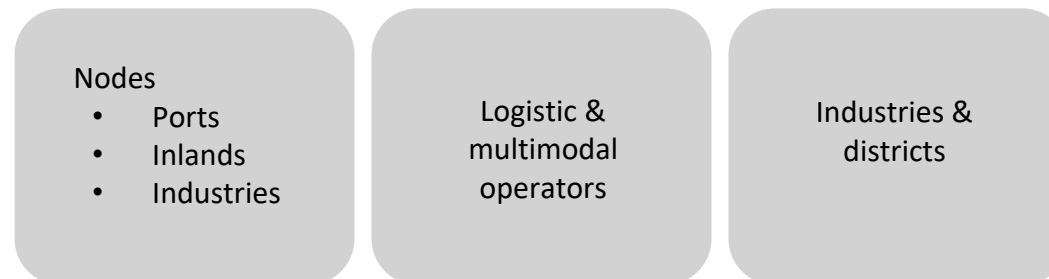 Nodes
• Ports
• Inlands
• Industries
Logistic &
multimodal
operators
Industries &
districts